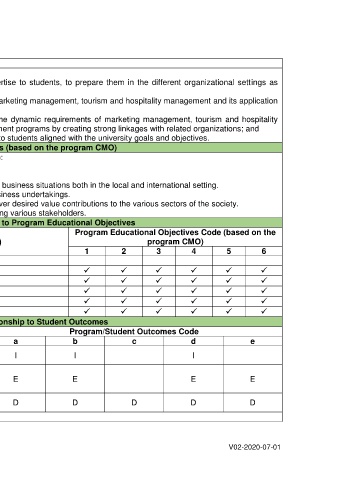 rtise to students, to prepare them in the different organizational settings as
arketing management, tourism and hospitality management and its application
he dynamic requirements of marketing management, tourism and hospitality
ment programs by creating strong linkages with related organizations; and
to students aligned with the university goals and objectives.
s (based on the program CMO)
:
business situations both in the local and international setting.
siness undertakings.
ver desired value contributions to the various sectors of the society.
ng various stakeholders.
to Program Educational Objectives
) Program Educational Objectives Code (based on the
program CMO)
1 2 3 4 5 6
✓ ✓ ✓ ✓ ✓ ✓
✓ ✓ ✓ ✓ ✓ ✓
✓ ✓ ✓ ✓ ✓ ✓
✓ ✓ ✓ ✓ ✓ ✓
✓ ✓ ✓ ✓ ✓ ✓
onship to Student Outcomes
Program/Student Outcomes Code
a b c d e
I I I
E E E E
D D D D D
V02-2020-07-01